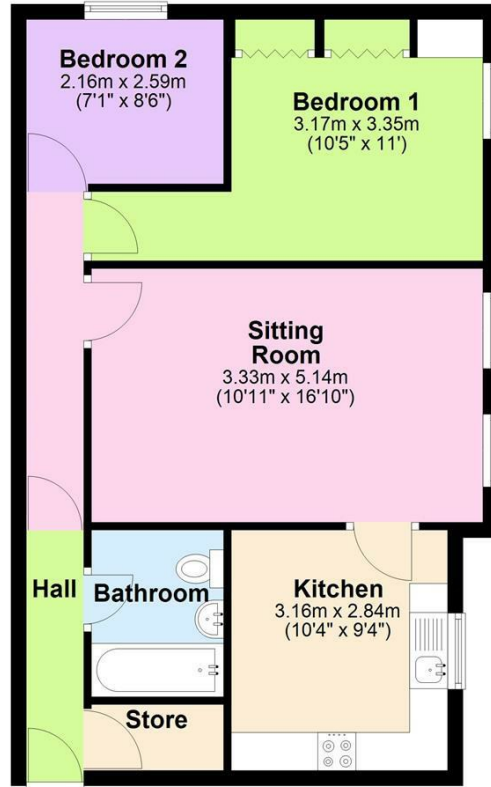 Bedroom 2
2.16m x 2.59m
(7'1" x 8'6")
Bedroom 1
3.17m x 3.35m
(10'5" x 11')
Sitting
Room
3.33m x 5.14m
(10'11" x 16'10")
Hall
Bathroom
Kitchen
3.16m x 2.84m
(10'4" x 9'4")
Store